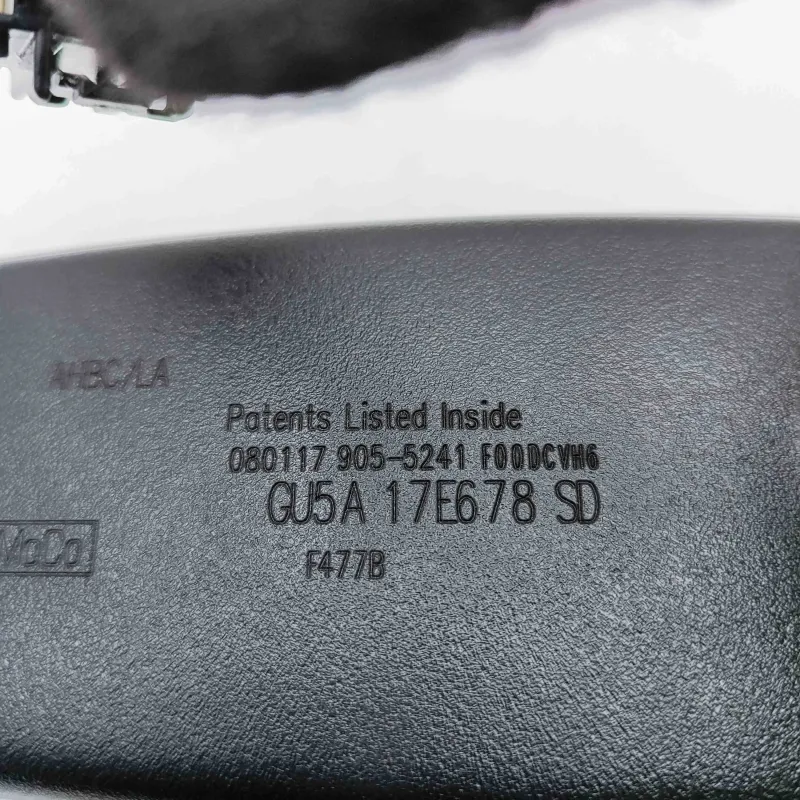 AHBC/LA
Patents Listed Inside
080117 905-5241 F00DCVH6
GU5A 17E678 SD
MoCo
F477B